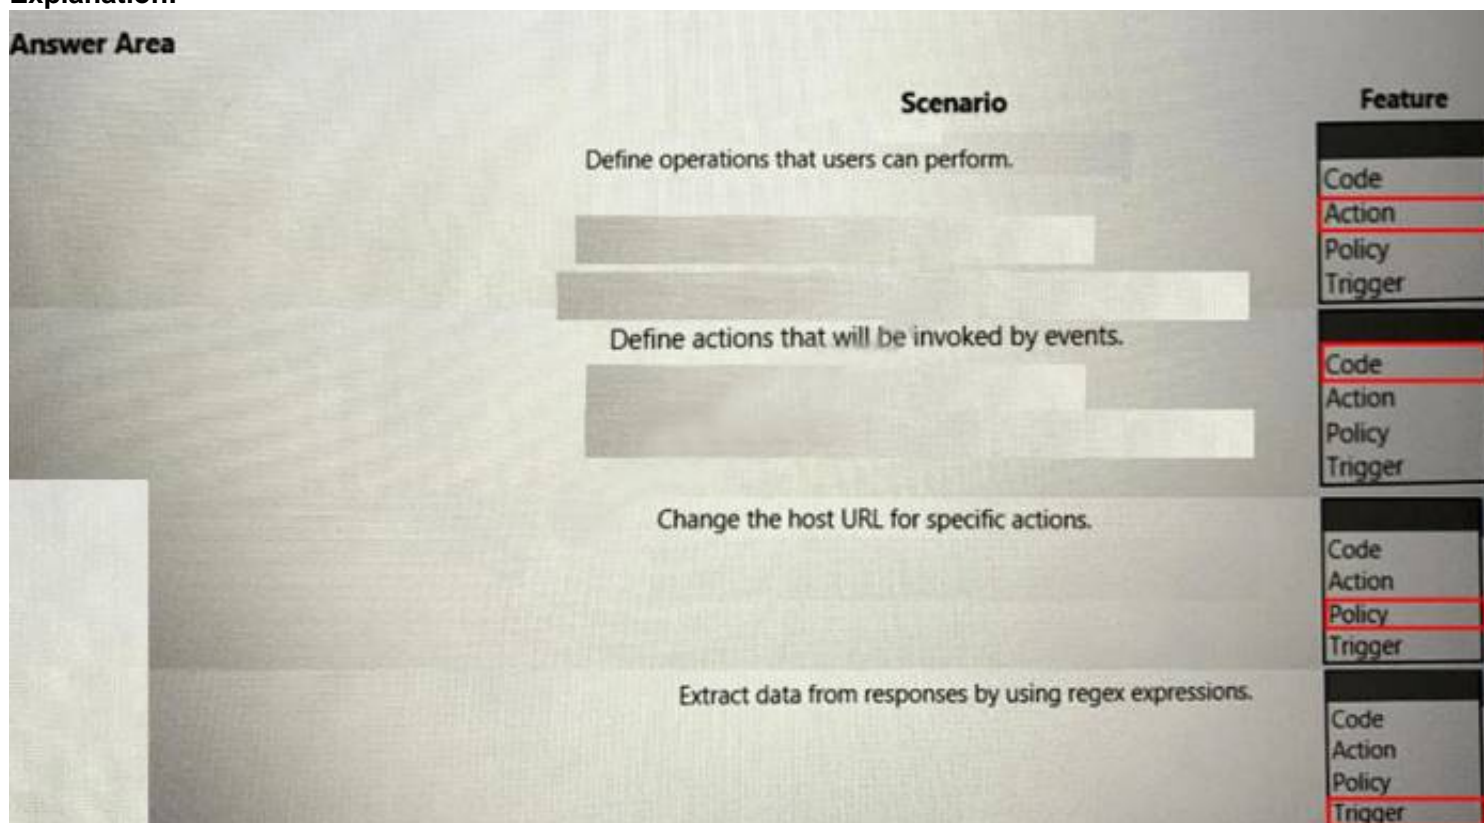 Explanation:
Answer Area
Scenario
Feature
Define operations that users can perform.
Code
Action
Policy
Trigger
Define actions that will be invoked by events.
Code
Action
Policy
Trigger
Change the host URL for specific actions.
Code
Action
Policy
Trigger
Extract data from responses by using regex expressions.
Code
Action
Policy
Trigger